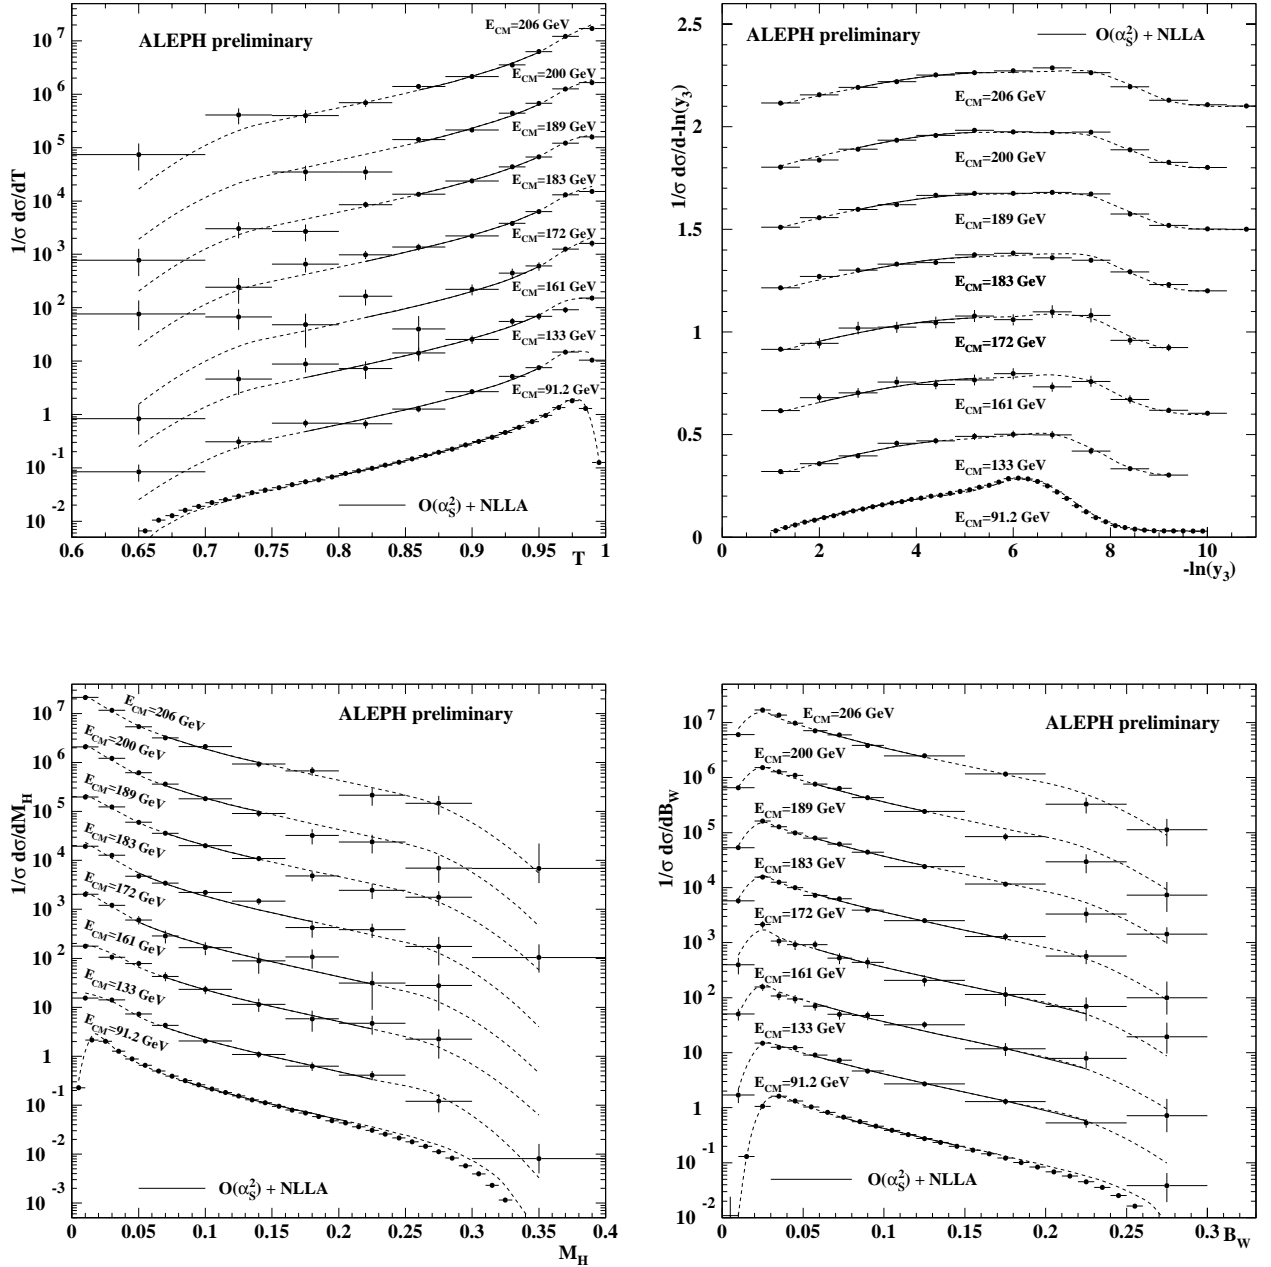 ALEPH preliminary
1/σ dσ/dT
10^7
10^6
10^5
10^4
10^3
10^2
10
1
10^-1
10^-2
E_CM=206 GeV
E_CM=200 GeV
E_CM=189 GeV
E_CM=183 GeV
E_CM=172 GeV
E_CM=161 GeV
E_CM=133 GeV
E_CM=91.2 GeV
O(α_S^2) + NLLA
0.6 0.65 0.7 0.75 0.8 0.85 0.9 0.95 1
T
ALEPH preliminary
O(α_S^2) + NLLA
1/σ dσ/d-ln(y_3)
2.5
2
1.5
1
0.5
0
E_CM=206 GeV
E_CM=200 GeV
E_CM=189 GeV
E_CM=183 GeV
E_CM=172 GeV
E_CM=161 GeV
E_CM=133 GeV
E_CM=91.2 GeV
0 2 4 6 8 10
-ln(y_3)
ALEPH preliminary
1/σ dσ/dM_H
10^7
10^6
10^5
10^4
10^3
10^2
10
1
10^-1
10^-2
10^-3
E_CM=206 GeV
E_CM=200 GeV
E_CM=189 GeV
E_CM=183 GeV
E_CM=172 GeV
E_CM=161 GeV
E_CM=133 GeV
E_CM=91.2 GeV
O(α_S^2) + NLLA
0 0.05 0.1 0.15 0.2 0.25 0.3 0.35 0.4
M_H
ALEPH preliminary
1/σ dσ/dB_W
10^7
10^6
10^5
10^4
10^3
10^2
10
1
10^-1
10^-2
E_CM=206 GeV
E_CM=200 GeV
E_CM=189 GeV
E_CM=183 GeV
E_CM=172 GeV
E_CM=161 GeV
E_CM=133 GeV
E_CM=91.2 GeV
O(α_S^2) + NLLA
0 0.05 0.1 0.15 0.2 0.25 0.3
B_W